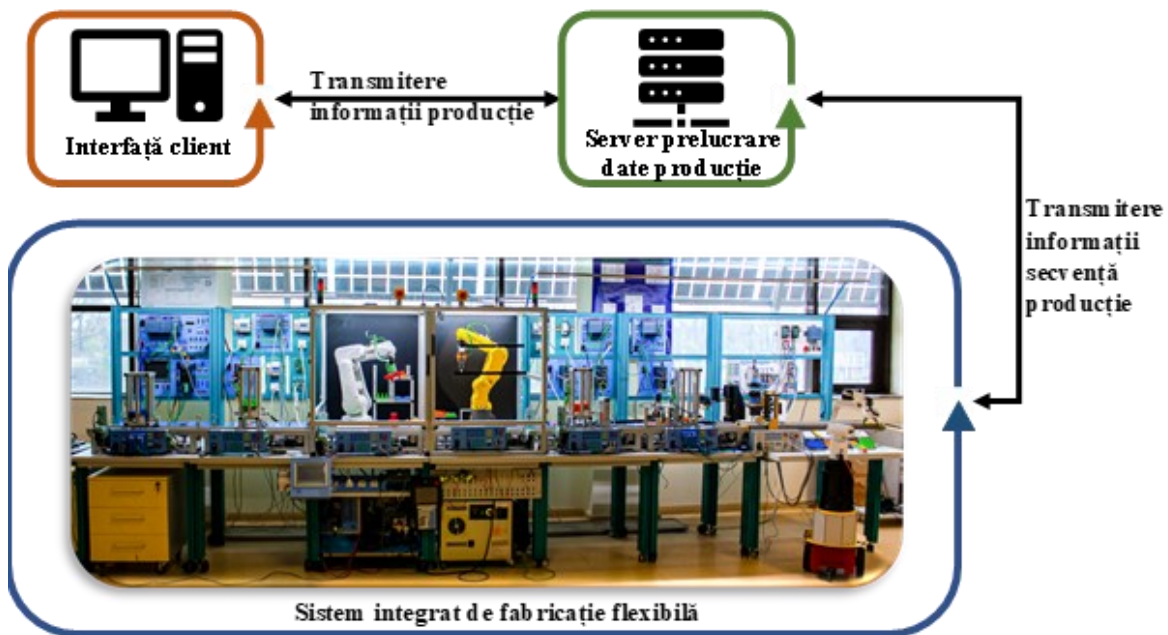 Transmitere
informații producție
Interfață client
Server prelucrare
date producție
Transmitere
informații
secvență
producție
Sistem integrat de fabricație flexibilă